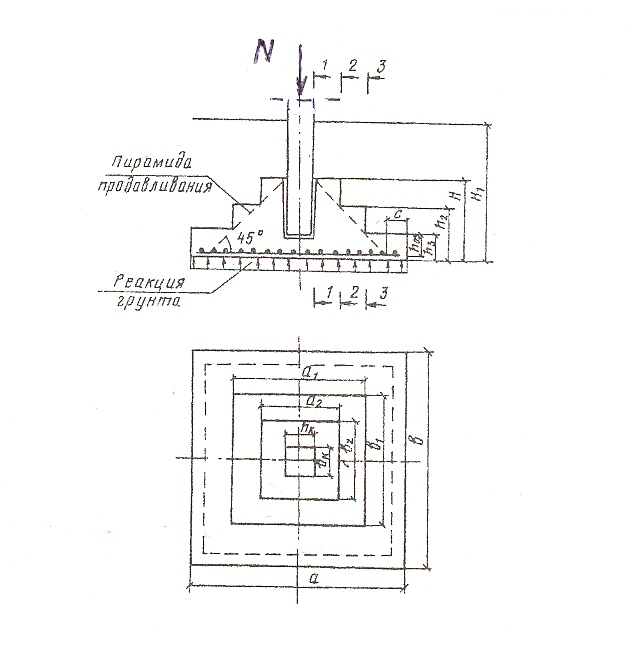 N
1 2 3
Пирамида
продавливания
45°
c
h₀₃
h₃
h₂
H
H₁
Реакция
грунта
1 2 3
a₁
a₂
hк
bк
b₂
b₁
b
a